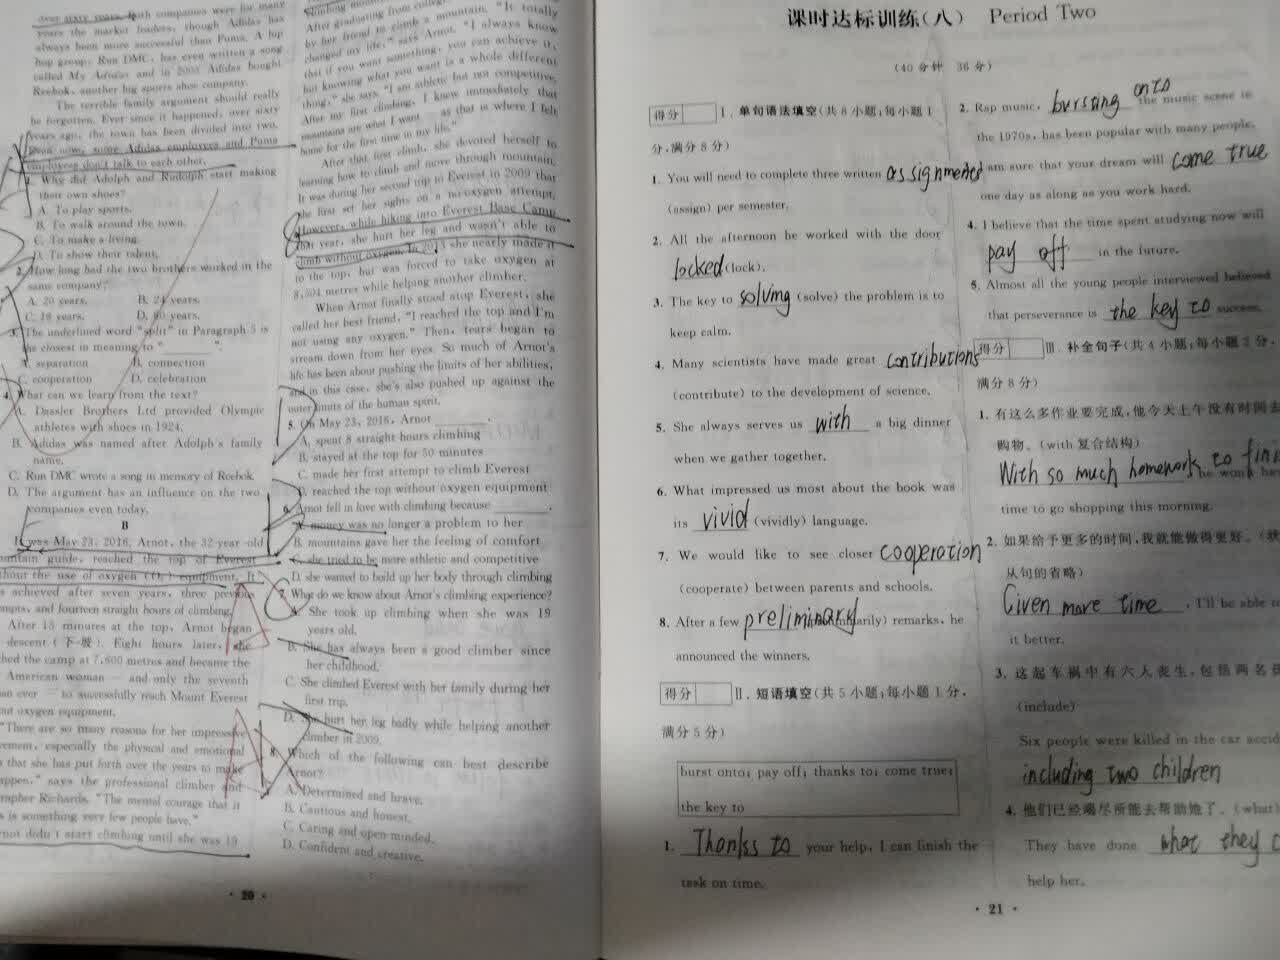 over sixty years. Both companies were for many
years the market leaders, though Adidas has
always been more successful than Puma. A hip
hop group, Run DMC, has even written a song
called My Adidas and in 2005 Adidas bought
Reebok, another big sports shoe company.
The terrible family argument should really
be forgotten. Ever since it happened, over sixty
years ago, the town has been divided into two.
Even now, some Adidas employees and Puma
employees don't talk to each other.
1. Why did Adolph and Rudolph start making
their own shoes?
A. To play sports.
B. To walk around the town.
C. To make a living.
D. To show their talent.
2. How long had the two brothers worked in the
same company?
A. 20 years. B. 24 years.
C. 18 years. D. 60 years.
3. The underlined word "split" in Paragraph 5 is
the closest in meaning to "________".
A. separation B. connection
C. cooperation D. celebration
4. What can we learn from the text?
A. Dassler Brothers Ltd provided Olympic
athletes with shoes in 1924.
B. Adidas was named after Adolph's family
name.
C. Run DMC wrote a song in memory of Reebok.
D. The argument has an influence on the two
companies even today.
B
It was May 23, 2016. Arnot, the 32-year-old
mountain guide, reached the top of Everest
without the use of oxygen (O₂) equipment. It
achieved after seven years, three previous
and fourteen straight hours of climbing.
After 15 minutes at the top, Arnot began
descent (下坡). Eight hours later, she
the camp at 7,600 metres and became the
American woman — and only the seventh
ever — to successfully reach Mount Everest
oxygen equipment.
"There are so many reasons for her impressive
especially the physical and emotional
that she has put forth over the years to make
says the professional climber and
Richards. "The mental courage that it
is something very few people have."
start climbing until she was 19
After graduating from college
by her friend to climb a mountain. "It totally
changed my life," says Arnot. "I always knew
that if you want something, you can achieve it,
but knowing what you want is a whole different
thing," she says. "I am athletic but not competitive.
After my first climbing, I knew immediately that
mountains are what I want as that is where I felt
home for the first time in my life."
After that first climb, she devoted herself to
learning how to climb and move through mountain.
It was during her second trip to Everest in 2009 that
she first set her sights on a no-oxygen attempt.
However, while hiking into Everest Base Camp
that year, she hurt her leg and wasn't able to
climb without oxygen. In 2013 she nearly made it
to the top, but was forced to take oxygen at
8,504 metres while helping another climber.
When Arnot finally stood atop Everest, she
called her best friend, "I reached the top and I'm
not using any oxygen." Then, tears began to
stream down from her eyes. So much of Arnot's
life has been about pushing the limits of her abilities,
and in this case, she's also pushed up against the
outer limits of the human spirit.
5. On May 23, 2016, Arnot ________.
A. spent 8 straight hours climbing
B. stayed at the top for 50 minutes
C. made her first attempt to climb Everest
D. reached the top without oxygen equipment
6. Arnot fell in love with climbing because ________.
A. money was no longer a problem to her
B. mountains gave her the feeling of comfort
C. she tried to be more athletic and competitive
D. she wanted to build up her body through climbing
7. What do we know about Arnot's climbing experience?
A. She took up climbing when she was 19
years old.
B. She has always been a good climber since
her childhood.
C. She climbed Everest with her family during her
first trip.
D. She hurt her leg badly while helping another
climber in 2009.
8. Which of the following can best describe
Arnot?
A. Determined and brave.
B. Cautious and honest.
C. Caring and open-minded.
D. Confident and creative.
· 20 ·
课时达标训练(八) Period Two
(40分钟 36分)
得分 Ⅰ. 单句语法填空(共8小题;每小题1
分,满分8分)
1. You will need to complete three written assignments
(assign) per semester.
2. All the afternoon he worked with the door
locked (lock).
3. The key to solving (solve) the problem is to
keep calm.
4. Many scientists have made great contributions
(contribute) to the development of science.
5. She always serves us with a big dinner
when we gather together.
6. What impressed us most about the book was
its vivid (vividly) language.
7. We would like to see closer cooperation
(cooperate) between parents and schools.
8. After a few preliminary remarks, he
announced the winners.
得分 Ⅱ. 短语填空(共5小题;每小题1分,
满分5分)
burst onto; pay off; thanks to; come true;
the key to
1. Thanks to your help, I can finish the
task on time.
2. Rap music, bursting onto the music scene in
the 1970s, has been popular with many people.
am sure that your dream will come true
one day as along as you work hard.
4. I believe that the time spent studying now will
pay off in the future.
5. Almost all the young people interviewed believed
that perseverance is the key to success.
得分 Ⅲ. 补全句子(共4小题;每小题2分,
满分8分)
1. 有这么多作业要完成,他今天上午没有时间去
购物。(with复合结构)
With so much homework to
time to go shopping this morning.
2. 如果给予更多的时间,我就能做得更好。(状
从句的省略)
Given more time, I'll be able
it better.
3. 这起车祸中有六人丧生,包括两名
(include)
Six people were killed in the car
including two children
4. 他们已经竭尽所能去帮助她了。(what)
They have done what they
help her.
· 21 ·